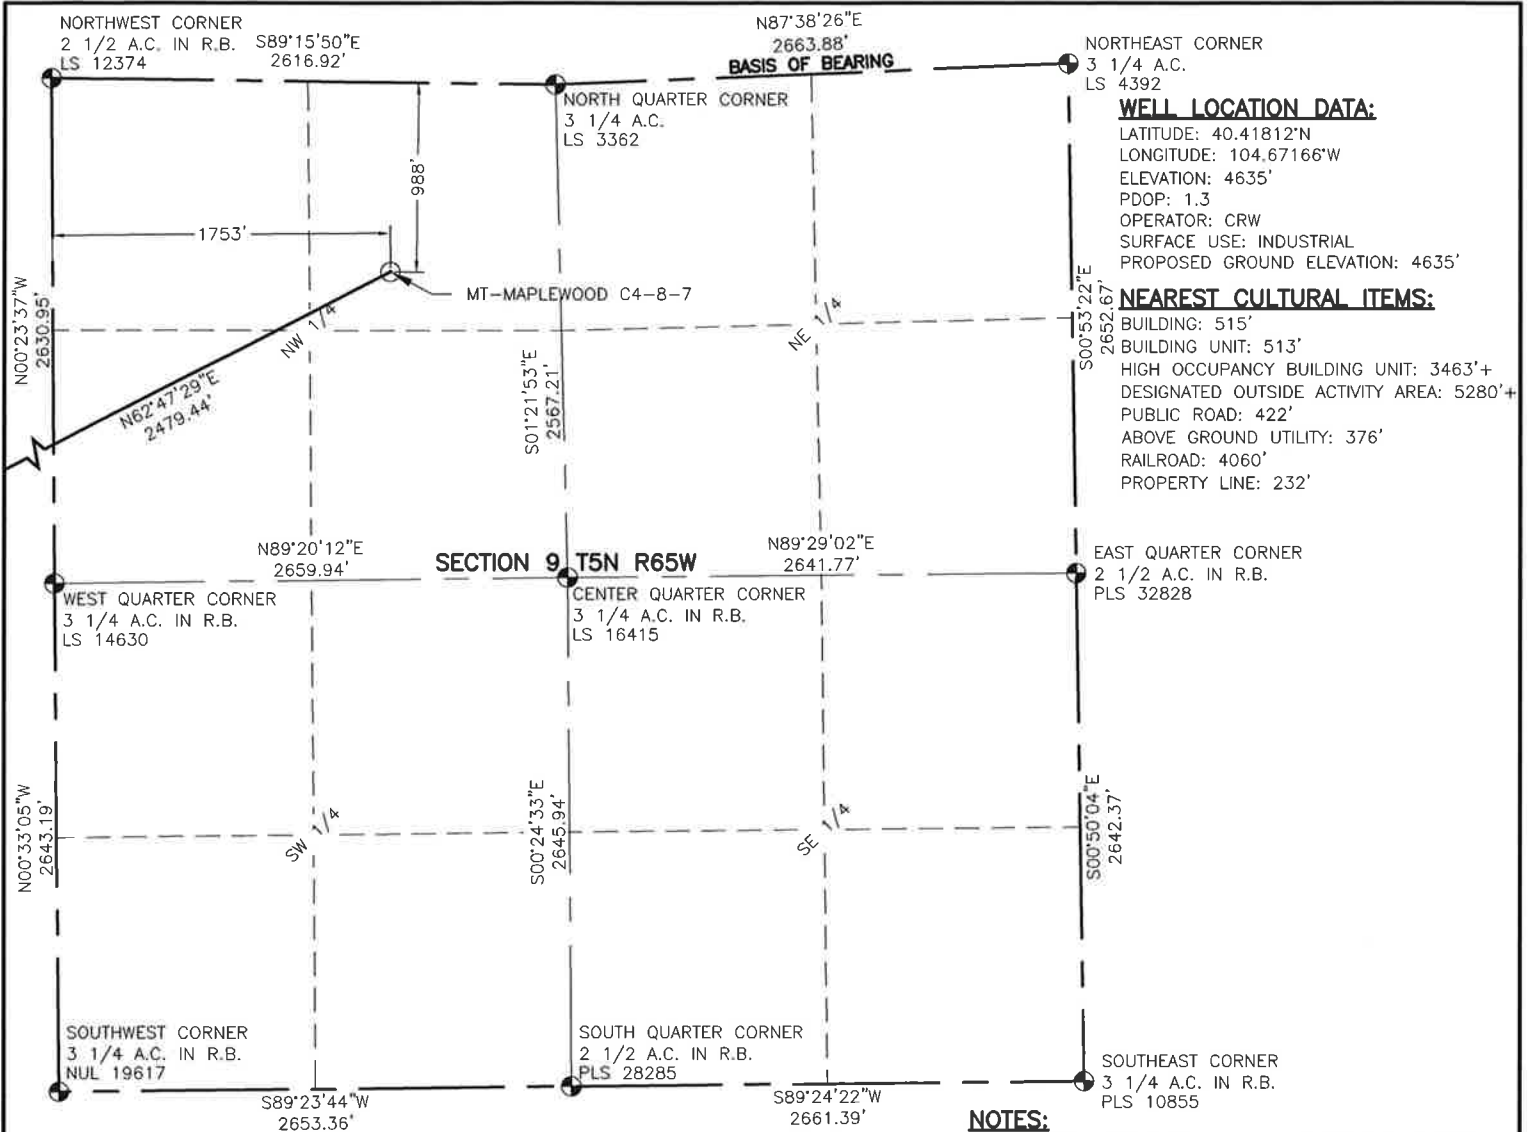 NORTHWEST CORNER
2 1/2 A.C. IN R.B.
LS 12374
S89°15'50"E
2616.92'
N87°38'26"E
2663.88'
BASIS OF BEARING
NORTHEAST CORNER
3 1/4 A.C.
LS 4392
NORTH QUARTER CORNER
3 1/4 A.C.
LS 3362
WELL LOCATION DATA:
LATITUDE: 40.41812°N
LONGITUDE: 104.67166°W
ELEVATION: 4635'
PDOP: 1.3
OPERATOR: CRW
SURFACE USE: INDUSTRIAL
PROPOSED GROUND ELEVATION: 4635'
988'
1753'
MT-MAPLEWOOD C4-8-7
NEAREST CULTURAL ITEMS:
BUILDING: 515'
BUILDING UNIT: 513'
HIGH OCCUPANCY BUILDING UNIT: 3463'+
DESIGNATED OUTSIDE ACTIVITY AREA: 5280'+
PUBLIC ROAD: 422'
ABOVE GROUND UTILITY: 376'
RAILROAD: 4060'
PROPERTY LINE: 232'
N00°23'37"W
2630.95'
NW 1/4
NE 1/4
S00°53'22"E
2652.67'
N62°47'29"E
2479.44'
S01°21'53"E
2567.21'
N89°20'12"E
2659.94'
SECTION 9 T5N R65W
N89°29'02"E
2641.77'
EAST QUARTER CORNER
2 1/2 A.C. IN R.B.
PLS 32828
WEST QUARTER CORNER
3 1/4 A.C. IN R.B.
LS 14630
CENTER QUARTER CORNER
3 1/4 A.C. IN R.B.
LS 16415
N00°33'05"W
2643.19'
SW 1/4
S00°24'33"E
2645.94'
SE 1/4
S00°50'04"E
2642.37'
SOUTHWEST CORNER
3 1/4 A.C. IN R.B.
NUL 19617
SOUTH QUARTER CORNER
2 1/2 A.C. IN R.B.
PLS 28285
SOUTHEAST CORNER
3 1/4 A.C. IN R.B.
PLS 10855
S89°23'44"W
2653.36'
S89°24'22"W
2661.39'
NOTES: